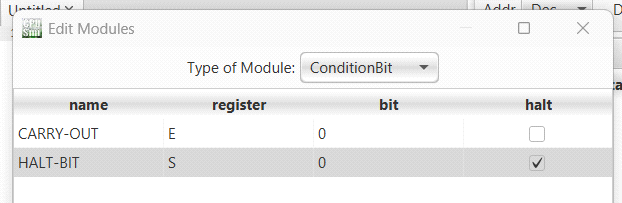 Untitled ×
Addr Dec D
Edit Modules
Type of Module: ConditionBit
name register bit halt
CARRY-OUT E 0
HALT-BIT S 0